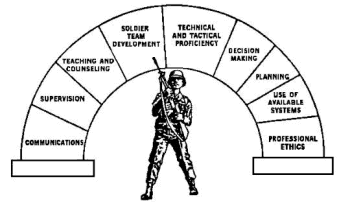 COMMUNICATIONS
SUPERVISION
TEACHING AND
COUNSELING
SOLDIER
TEAM
DEVELOPMENT
TECHNICAL
AND TACTICAL
PROFICIENCY
DECISION
MAKING
PLANNING
USE OF
AVAILABLE
SYSTEMS
PROFESSIONAL
ETHICS